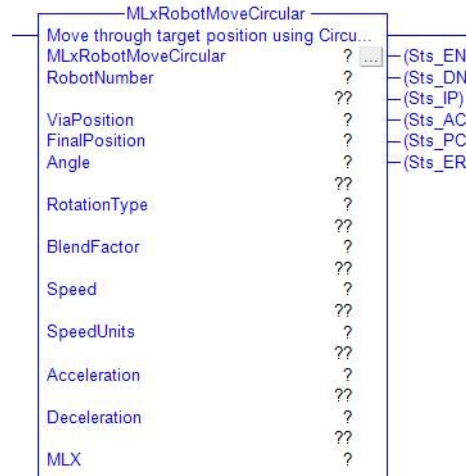 MLxRobotMoveCircular
Move through target position using Circu...
MLxRobotMoveCircular ? ... (Sts_EN
RobotNumber ? (Sts_DN
?? (Sts_IP)
ViaPosition ? (Sts_AC
FinalPosition ? (Sts_PC
Angle ? (Sts_ER
??
RotationType ?
??
BlendFactor ?
??
Speed ?
??
SpeedUnits ?
??
Acceleration ?
??
Deceleration ?
??
MLX ?